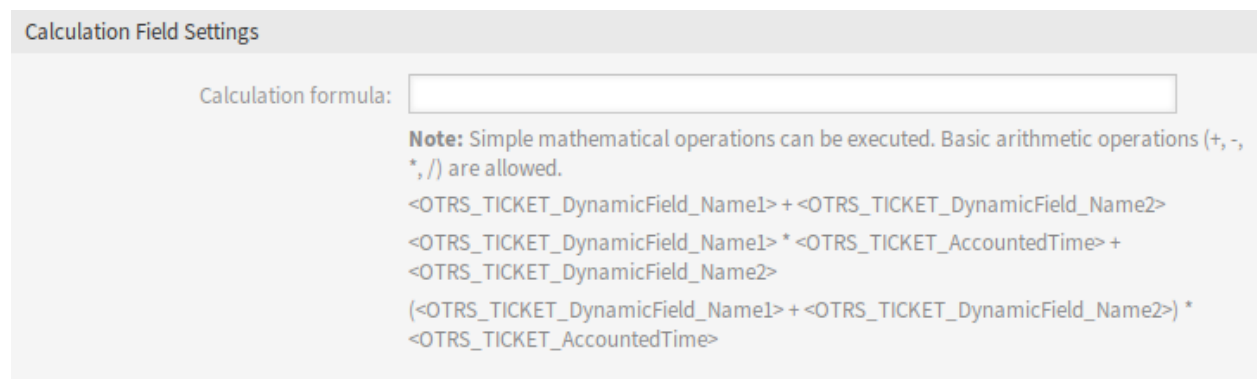 Calculation Field Settings
Calculation formula:
Note: Simple mathematical operations can be executed. Basic arithmetic operations (+, -,
*, /) are allowed.
<OTRS_TICKET_DynamicField_Name1> + <OTRS_TICKET_DynamicField_Name2>
<OTRS_TICKET_DynamicField_Name1> * <OTRS_TICKET_AccountedTime> +
<OTRS_TICKET_DynamicField_Name2>
(<OTRS_TICKET_DynamicField_Name1> + <OTRS_TICKET_DynamicField_Name2>) *
<OTRS_TICKET_AccountedTime>